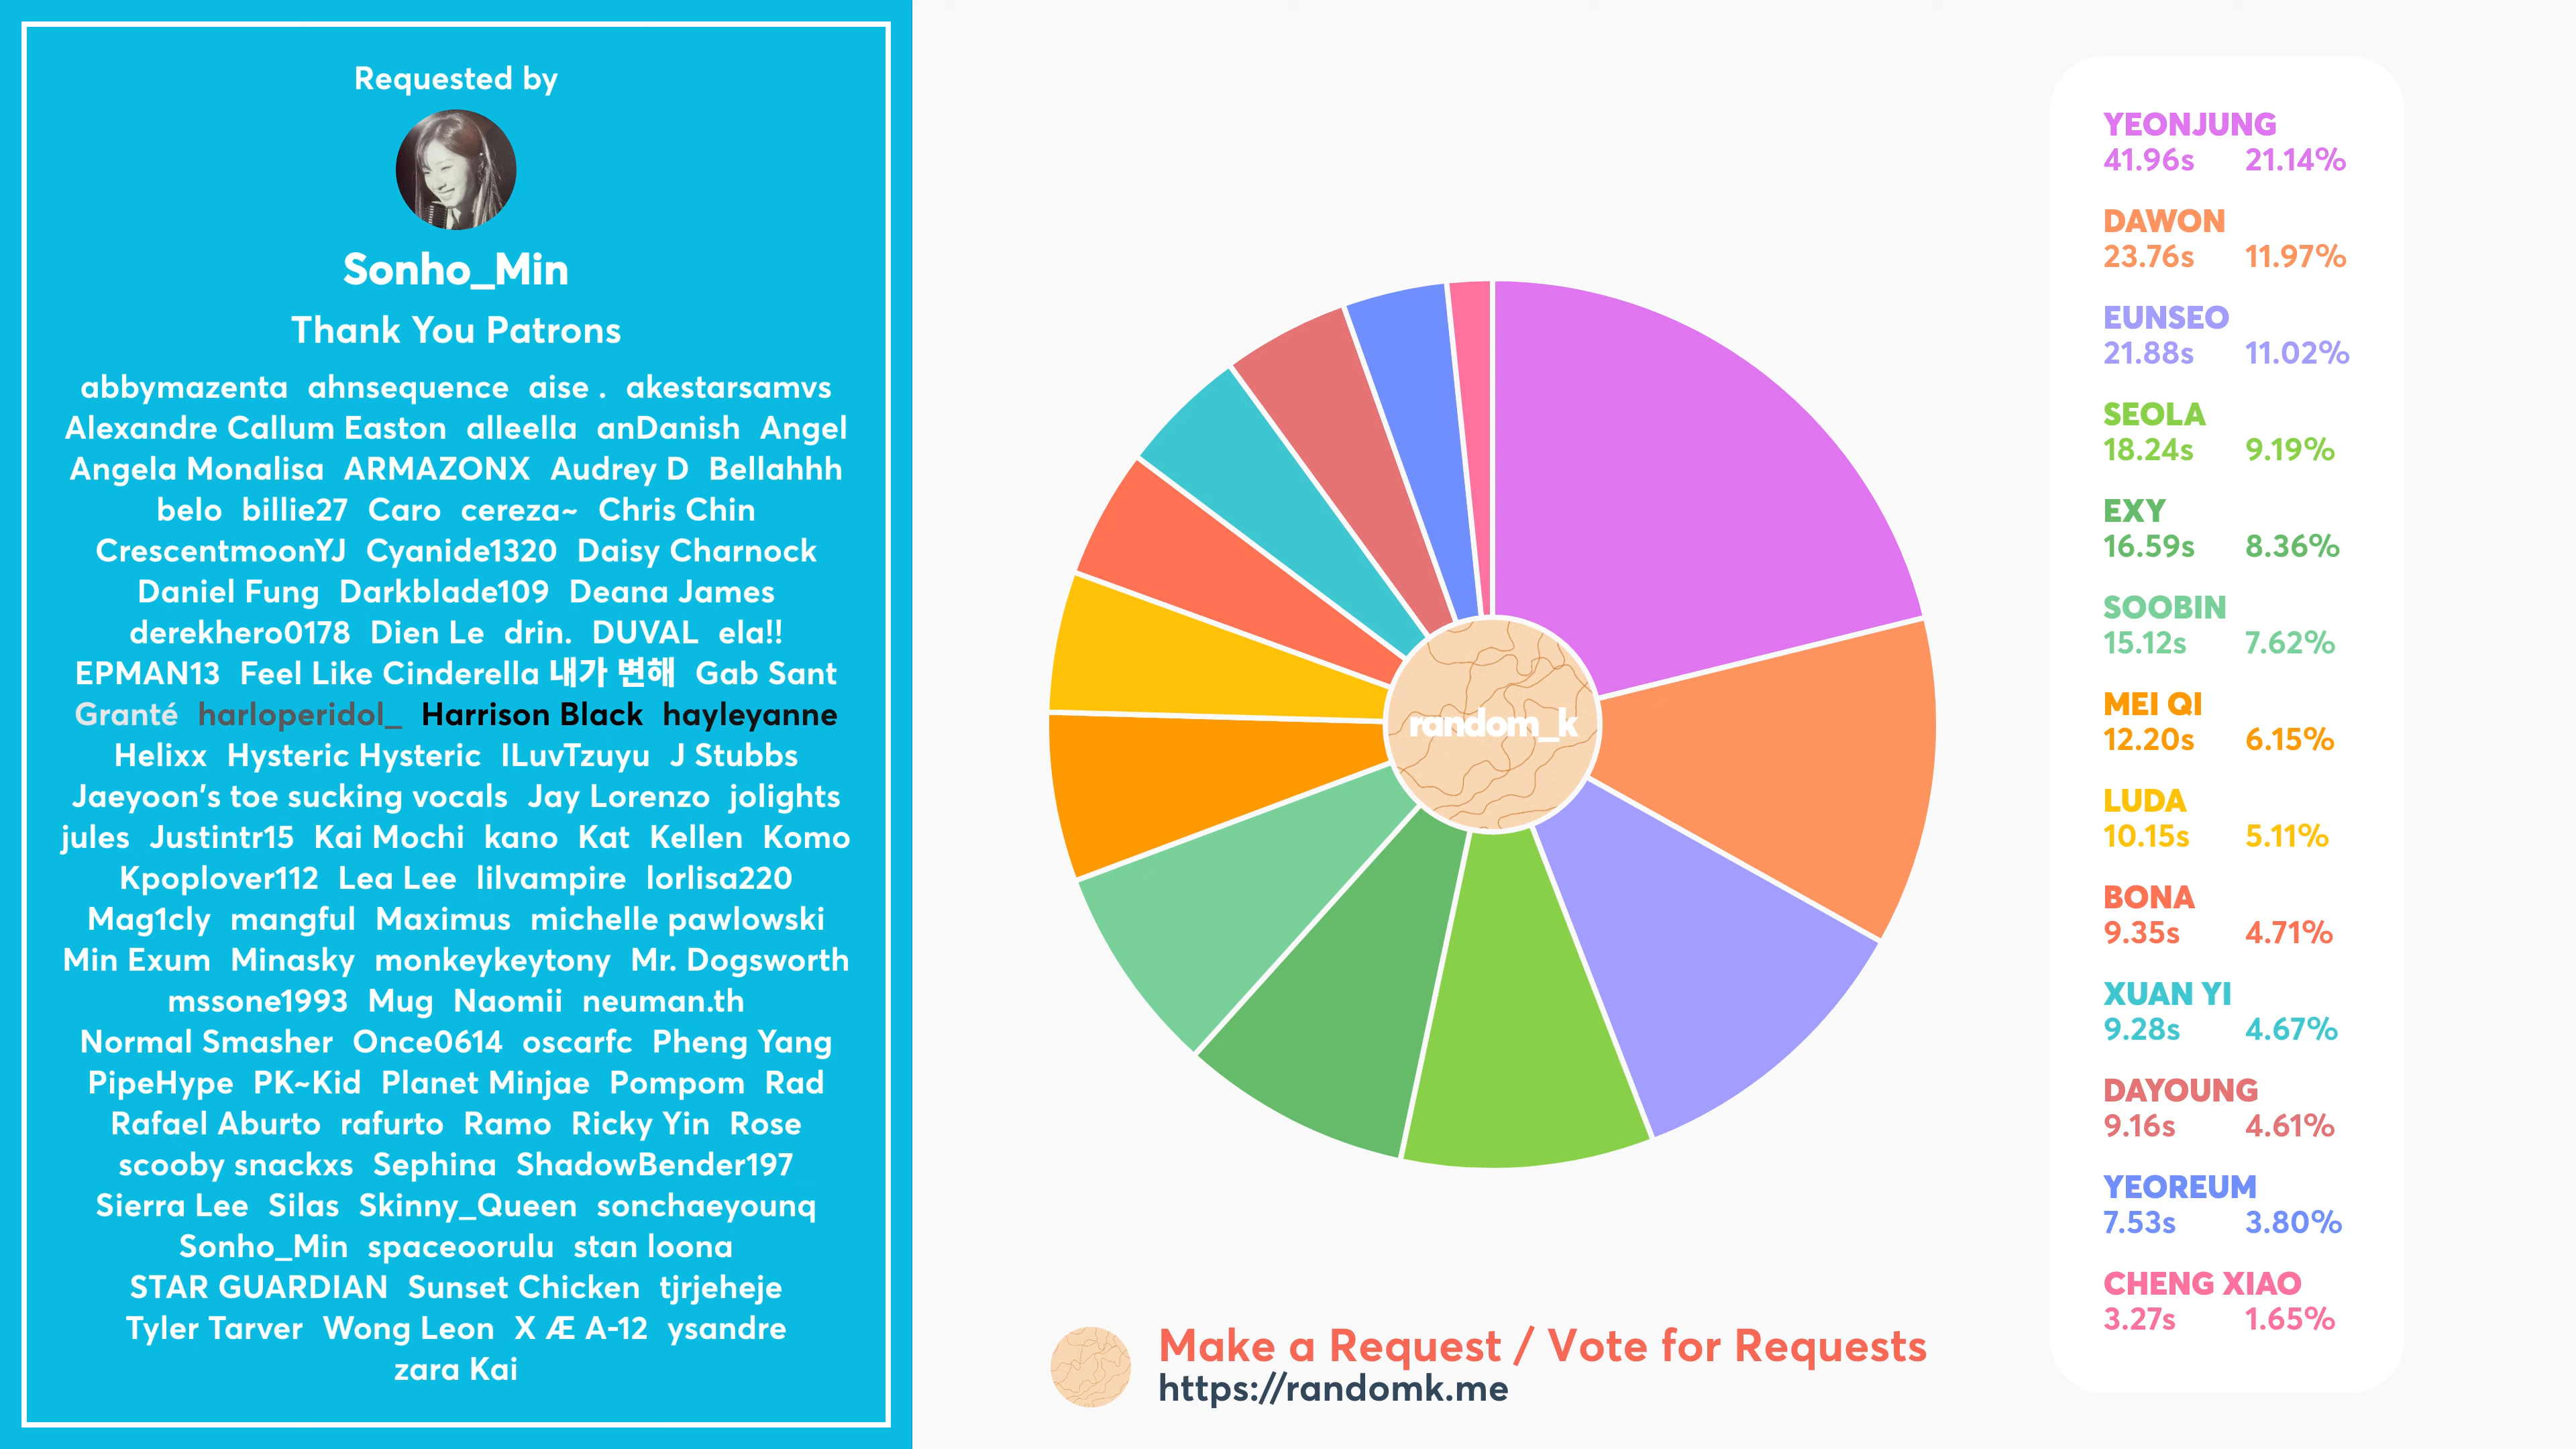 Requested by
Sonho_Min
Thank You Patrons
abbymazenta ahnsequence aise . akestarsamvs
Alexandre Callum Easton alleella anDanish Angel
Angela Monalisa ARMAZONX Audrey D Bellahhh
belo billie27 Caro cereza~ Chris Chin
CrescentmoonYJ Cyanide1320 Daisy Charnock
Daniel Fung Darkblade109 Deana James
derekhero0178 Dien Le drin. DUVAL ela!!
EPMAN13 Feel Like Cinderella 내가 변해 Gab Sant
Granté harloperidol_ Harrison Black hayleyanne
Helixx Hysteric Hysteric ILuvTzuyu J Stubbs
Jaeyoon's toe sucking vocals Jay Lorenzo jolights
jules Justintr15 Kai Mochi kano Kat Kellen Komo
Kpoplover112 Lea Lee lilvampire lorlisa220
Mag1cly mangful Maximus michelle pawlowski
Min Exum Minasky monkeykeytony Mr. Dogsworth
mssone1993 Mug Naomii neuman.th
Normal Smasher Once0614 oscarfc Pheng Yang
PipeHype PK~Kid Planet Minjae Pompom Rad
Rafael Aburto rafurto Ramo Ricky Yin Rose
scooby snackxs Sephina ShadowBender197
Sierra Lee Silas Skinny_Queen sonchaeyounq
Sonho_Min spaceoorulu stan loona
STAR GUARDIAN Sunset Chicken tjrjeheje
Tyler Tarver Wong Leon X Æ A-12 ysandre
zara Kai
random_k
Make a Request / Vote for Requests
https://randomk.me
YEONJUNG
41.96s 21.14%
DAWON
23.76s 11.97%
EUNSEO
21.88s 11.02%
SEOLA
18.24s 9.19%
EXY
16.59s 8.36%
SOOBIN
15.12s 7.62%
MEI QI
12.20s 6.15%
LUDA
10.15s 5.11%
BONA
9.35s 4.71%
XUAN YI
9.28s 4.67%
DAYOUNG
9.16s 4.61%
YEOREUM
7.53s 3.80%
CHENG XIAO
3.27s 1.65%